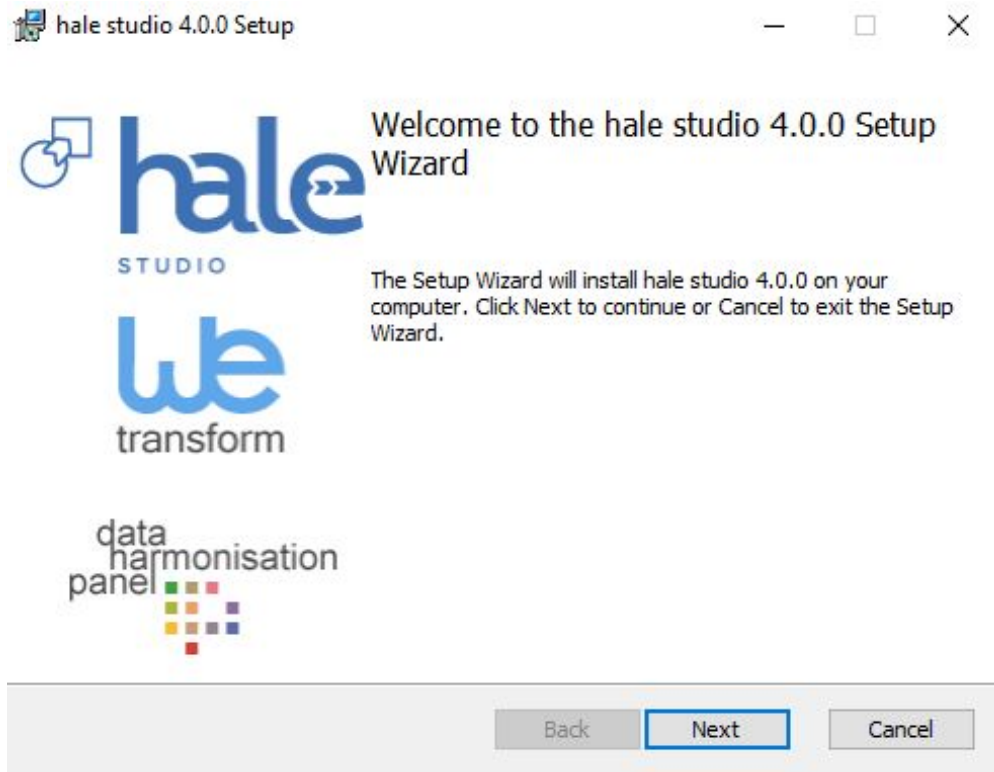 hale studio 4.0.0 Setup
hale
STUDIO
we
transform
data
harmonisation
panel
Welcome to the hale studio 4.0.0 Setup
Wizard
The Setup Wizard will install hale studio 4.0.0 on your
computer. Click Next to continue or Cancel to exit the Setup
Wizard.
Back
Next
Cancel